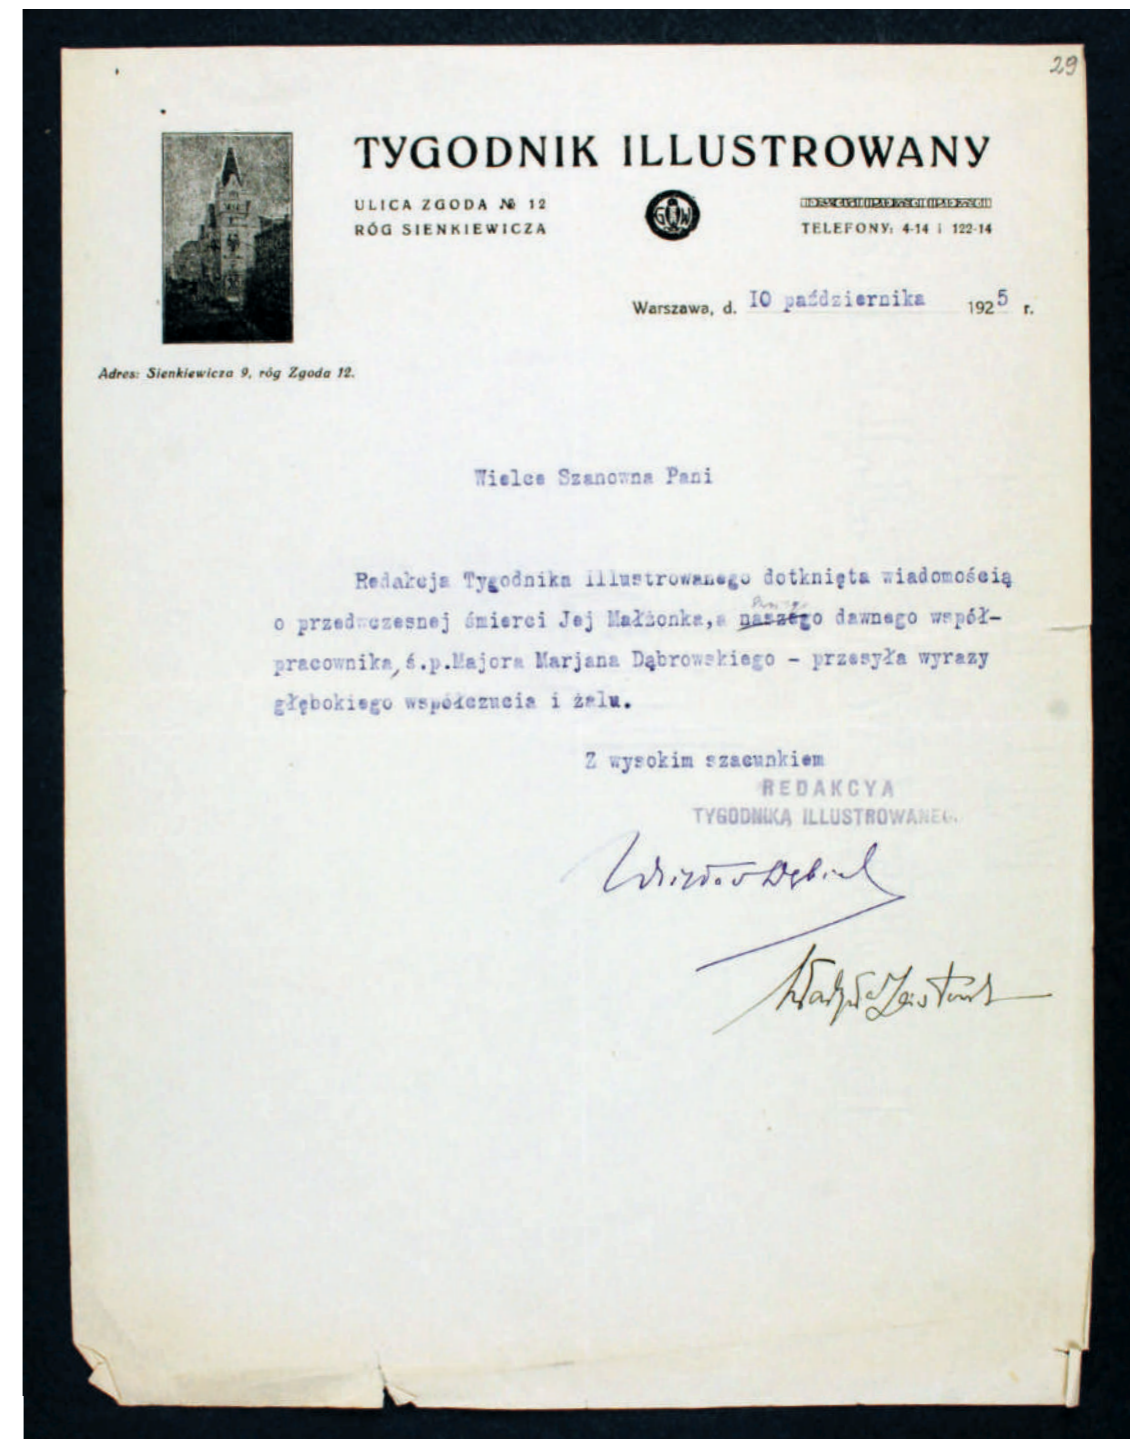 29
TYGODNIK ILLUSTROWANY
ULICA ZGODA № 12
RÓG SIENKIEWICZA
G W
TELEFONY: 4-14 i 122-14
Warszawa, d. IO października 1925 r.
Adres: Sienkiewicza 9, róg Zgoda 12.
Wielce Szanowna Pani
Redakcja Tygodnika illustrowanego dotknięta wiadomością
o przedwczesnej śmierci Jej Małżonka,a naszego dawnego współ-
pracownika, ś.p.Majora Marjana Dąbrowskiego - przesyła wyrazy
głębokiego współczucia i żalu.
Z wysokim szacunkiem
REDAKCYA
TYGODNIKA ILLUSTROWANEG.